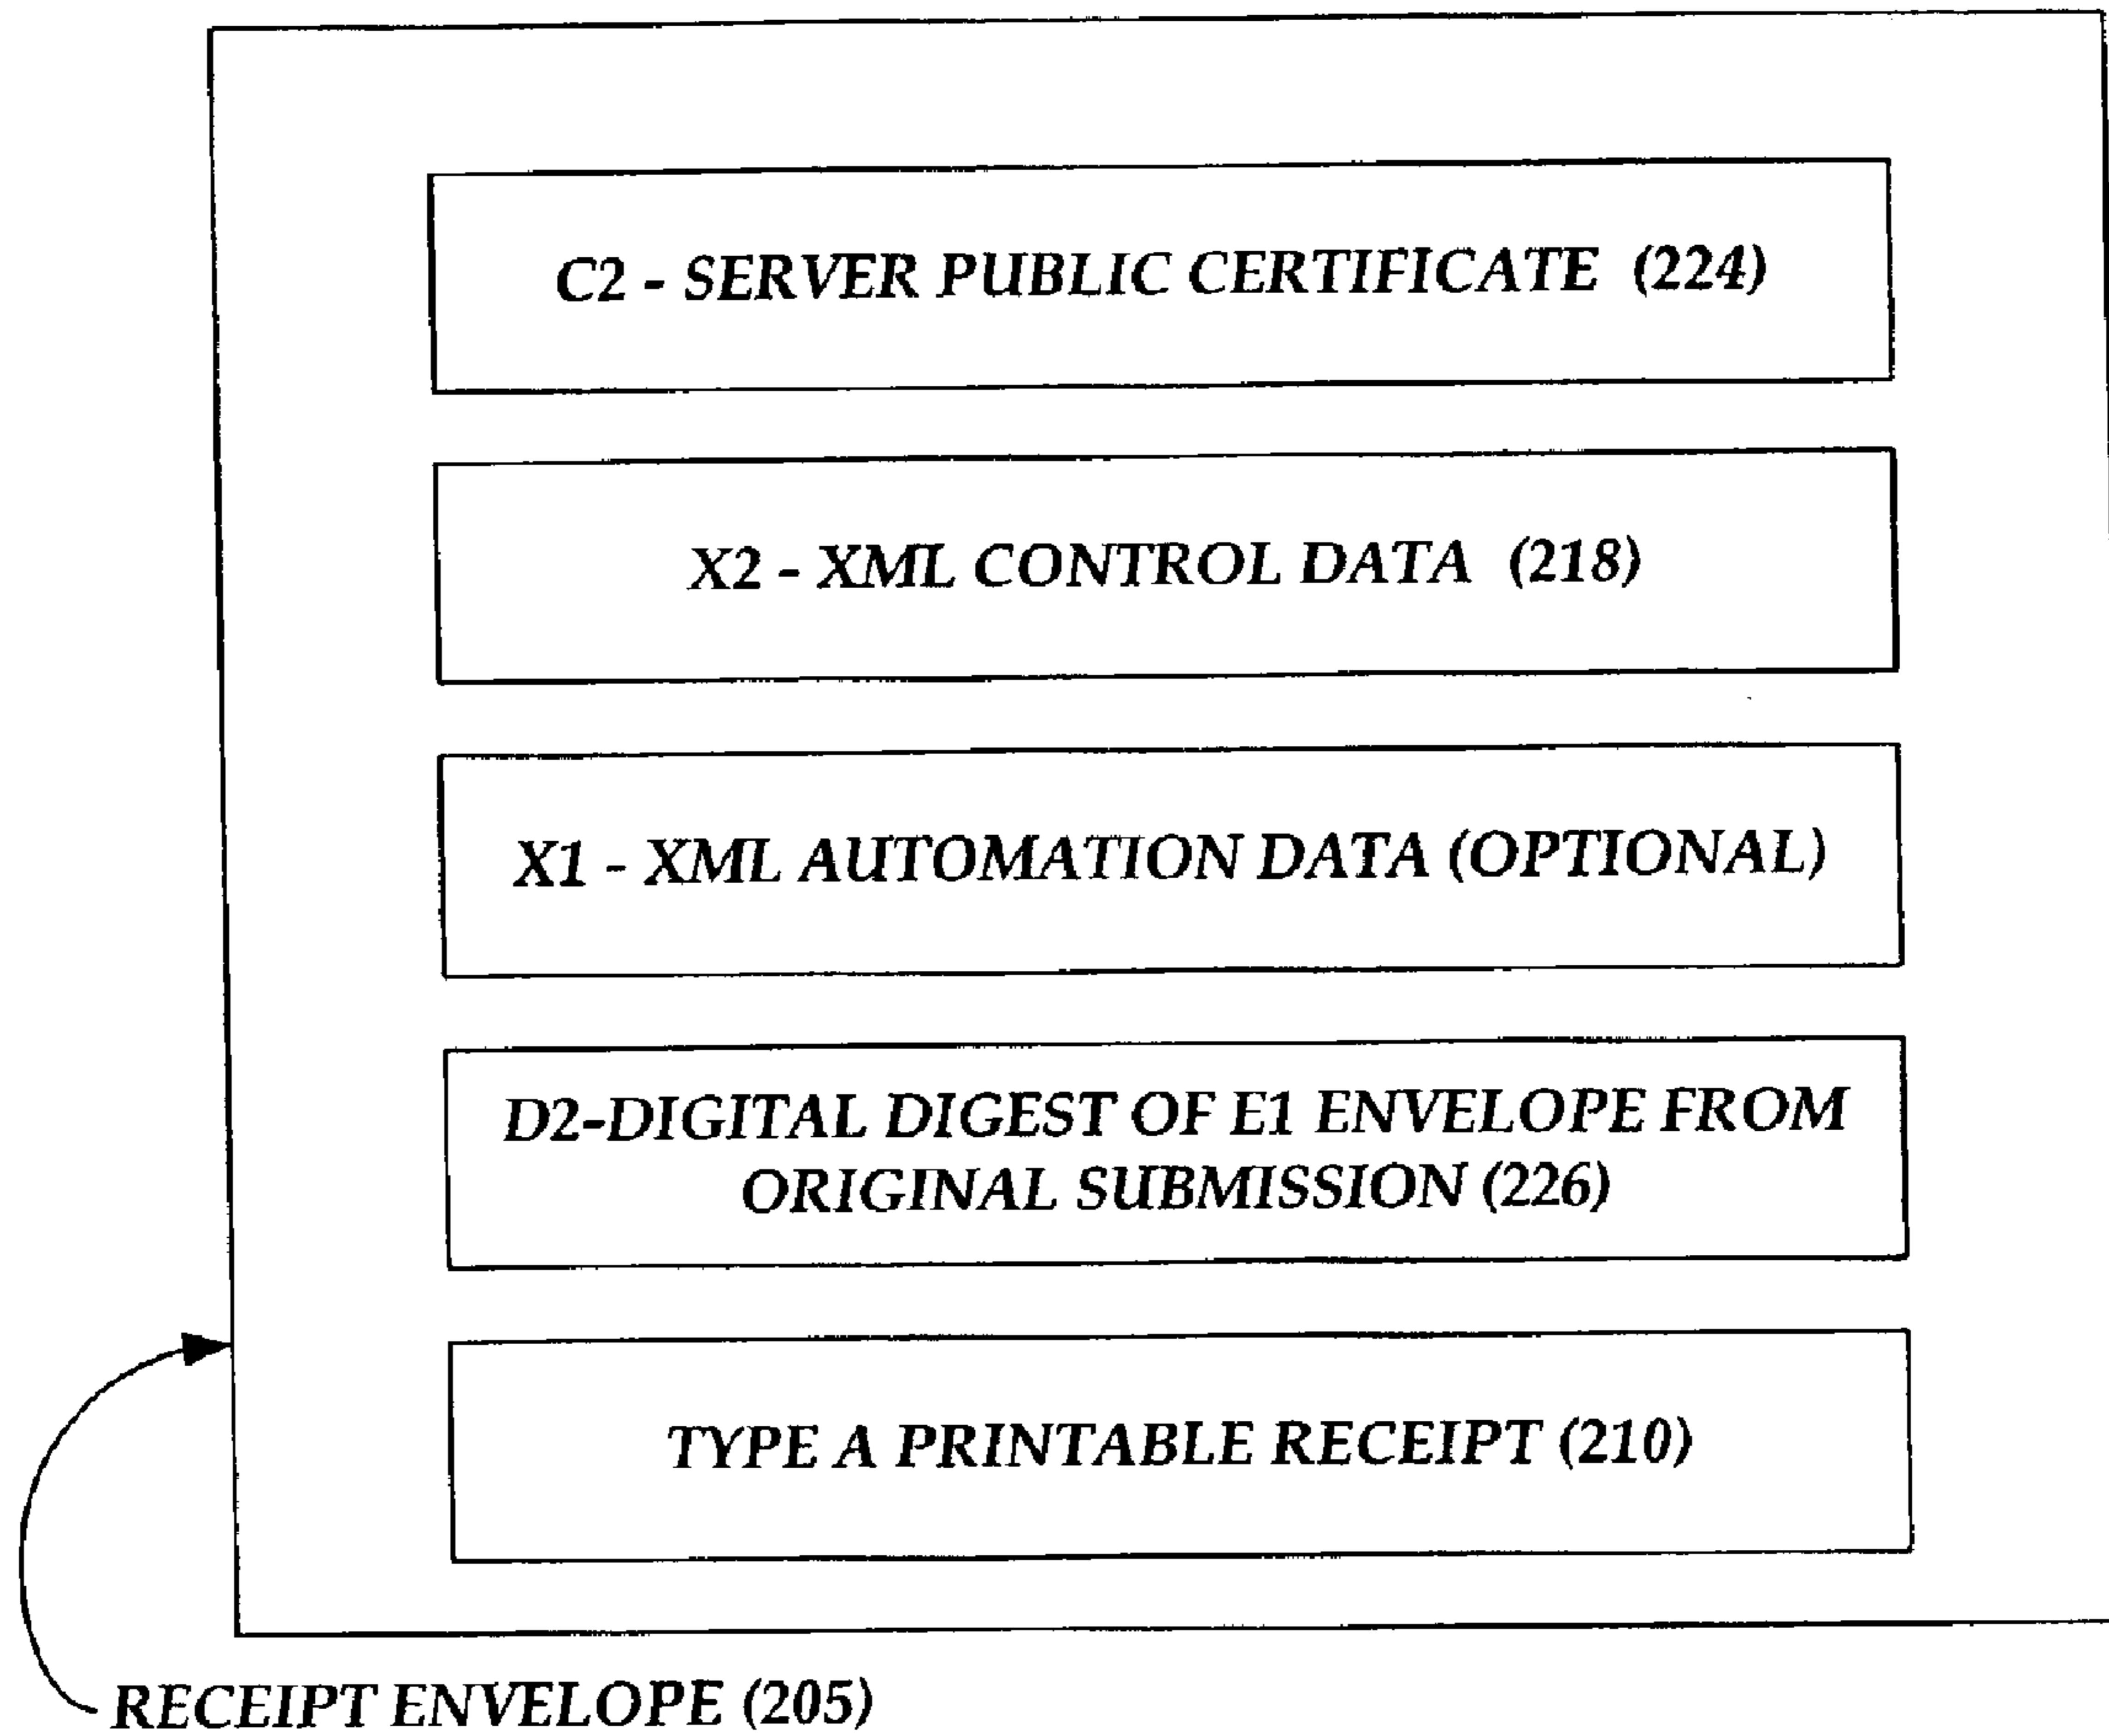 C2 - SERVER PUBLIC CERTIFICATE (224)
X2 - XML CONTROL DATA (218)
X1 - XML AUTOMATION DATA (OPTIONAL)
D2-DIGITAL DIGEST OF E1 ENVELOPE FROM
ORIGINAL SUBMISSION (226)
TYPE A PRINTABLE RECEIPT (210)
RECEIPT ENVELOPE (205)